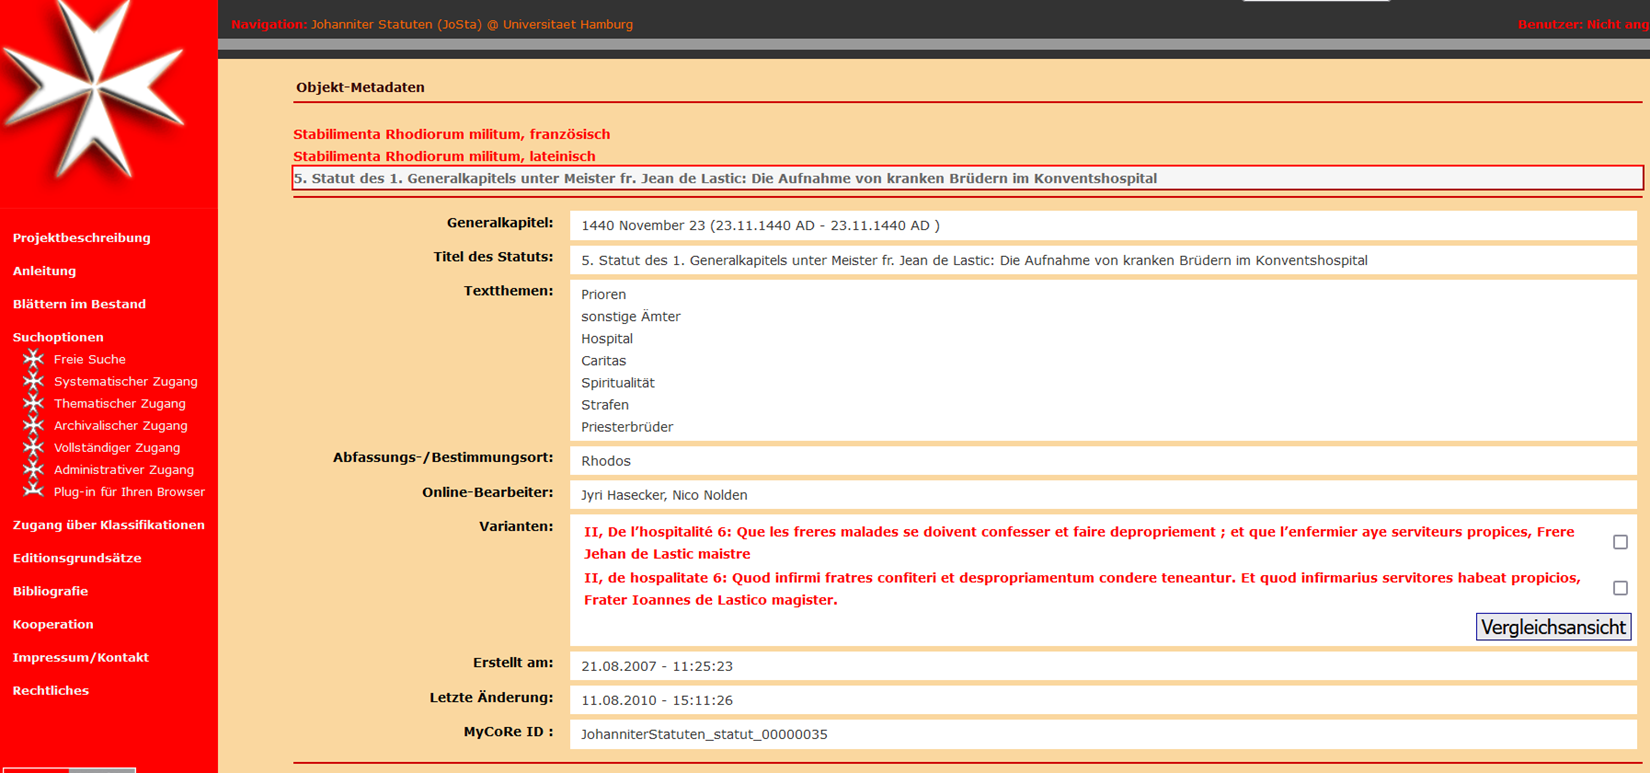 Navigation: Johanniter Statuten (JoSta) @ Universitaet Hamburg
Benutzer: Nicht ang
Projektbeschreibung
Anleitung
Blättern im Bestand
Suchoptionen
Freie Suche
Systematischer Zugang
Thematischer Zugang
Archivalischer Zugang
Vollständiger Zugang
Administrativer Zugang
Plug-in für Ihren Browser
Zugang über Klassifikationen
Editionsgrundsätze
Bibliografie
Kooperation
Impressum/Kontakt
Rechtliches
Objekt-Metadaten
Stabilimenta Rhodiorum militum, französisch
Stabilimenta Rhodiorum militum, lateinisch
5. Statut des 1. Generalkapitels unter Meister fr. Jean de Lastic: Die Aufnahme von kranken Brüdern im Konventshospital
Generalkapitel: 1440 November 23 (23.11.1440 AD - 23.11.1440 AD )
Titel des Statuts: 5. Statut des 1. Generalkapitels unter Meister fr. Jean de Lastic: Die Aufnahme von kranken Brüdern im Konventshospital
Textthemen: Prioren
sonstige Ämter
Hospital
Caritas
Spiritualität
Strafen
Priesterbrüder
Abfassungs-/Bestimmungsort: Rhodos
Online-Bearbeiter: Jyri Hasecker, Nico Nolden
Varianten: II, De l’hospitalité 6: Que les freres malades se doivent confesser et faire depropriement ; et que l’enfermier aye serviteurs propices, Frere
Jehan de Lastic maistre
II, de hospalitate 6: Quod infirmi fratres confiteri et despropriamentum condere teneantur. Et quod infirmarius servitores habeat propicios,
Frater Ioannes de Lastico magister.
Vergleichsansicht
Erstellt am: 21.08.2007 - 11:25:23
Letzte Änderung: 11.08.2010 - 15:11:26
MyCoRe ID : JohanniterStatuten_statut_00000035